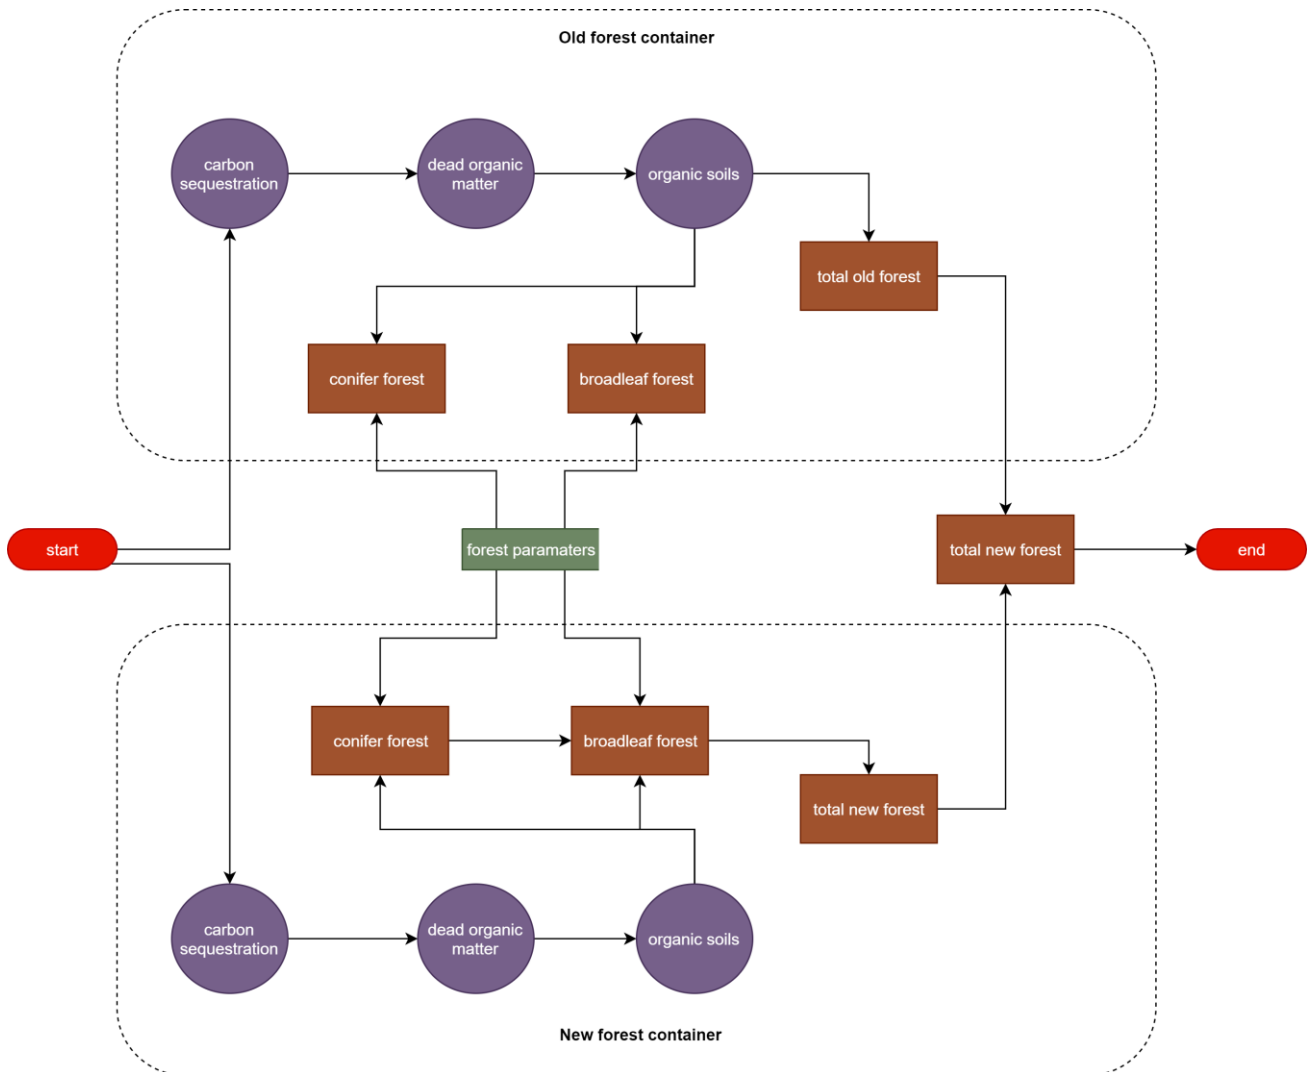 Old forest container
carbon
sequestration
dead organic
matter
organic soils
total old forest
conifer forest
broadleaf forest
start
forest paramaters
total new forest
end
conifer forest
broadleaf forest
total new forest
carbon
sequestration
dead organic
matter
organic soils
New forest container